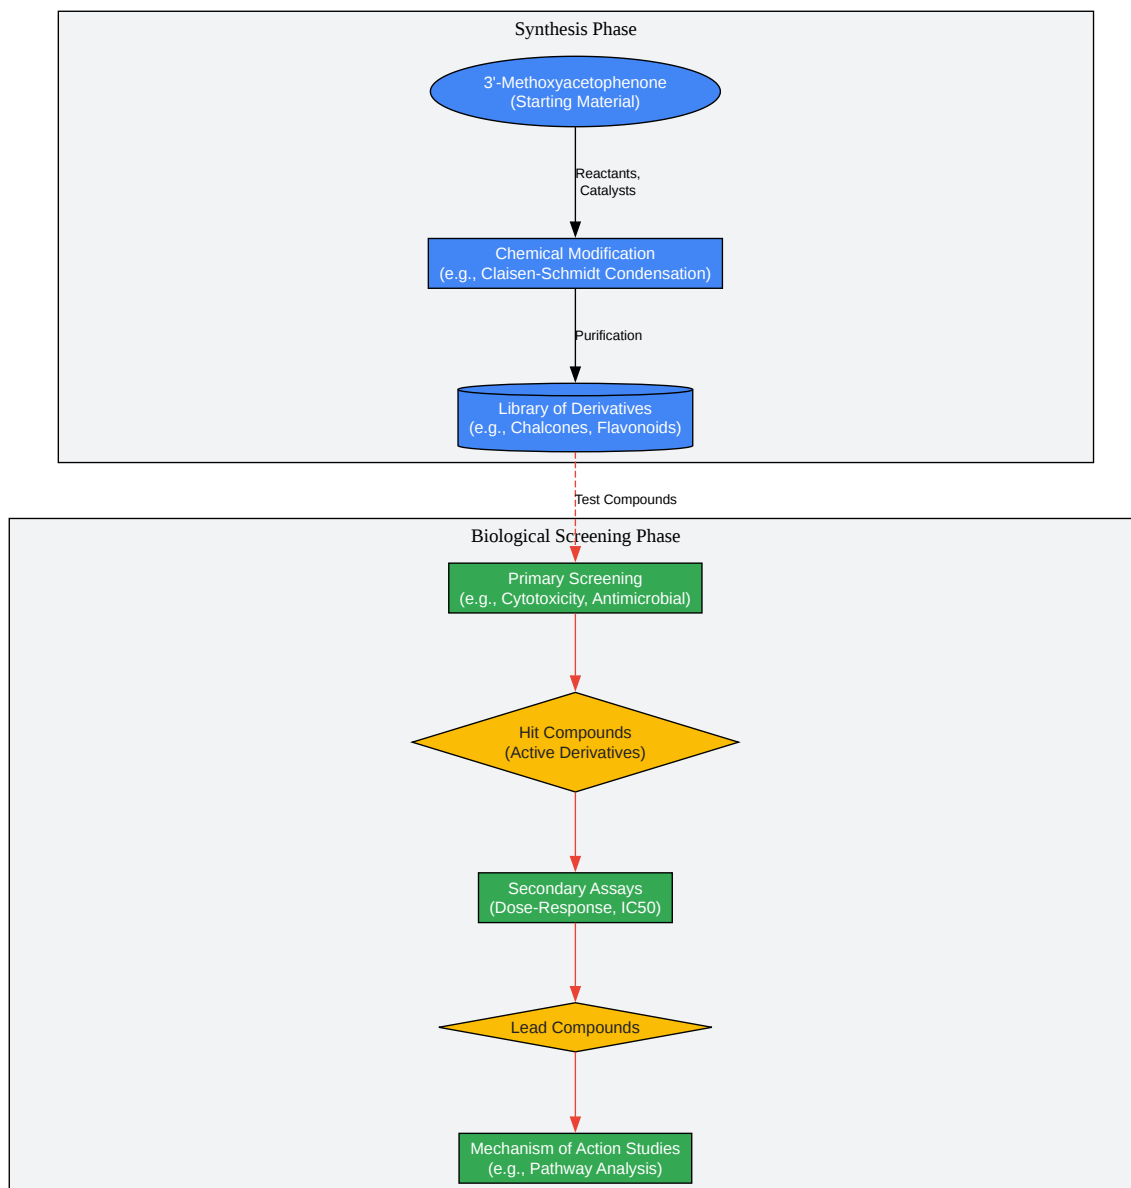 Synthesis Phase
3'-Methoxyacetophenone
(Starting Material)
Reactants,
Catalysts
Chemical Modification
(e.g., Claisen-Schmidt Condensation)
Purification
Library of Derivatives
(e.g., Chalcones, Flavonoids)
Test Compounds
Biological Screening Phase
Primary Screening
(e.g., Cytotoxicity, Antimicrobial)
Hit Compounds
(Active Derivatives)
Secondary Assays
(Dose-Response, IC50)
Lead Compounds
Mechanism of Action Studies
(e.g., Pathway Analysis)